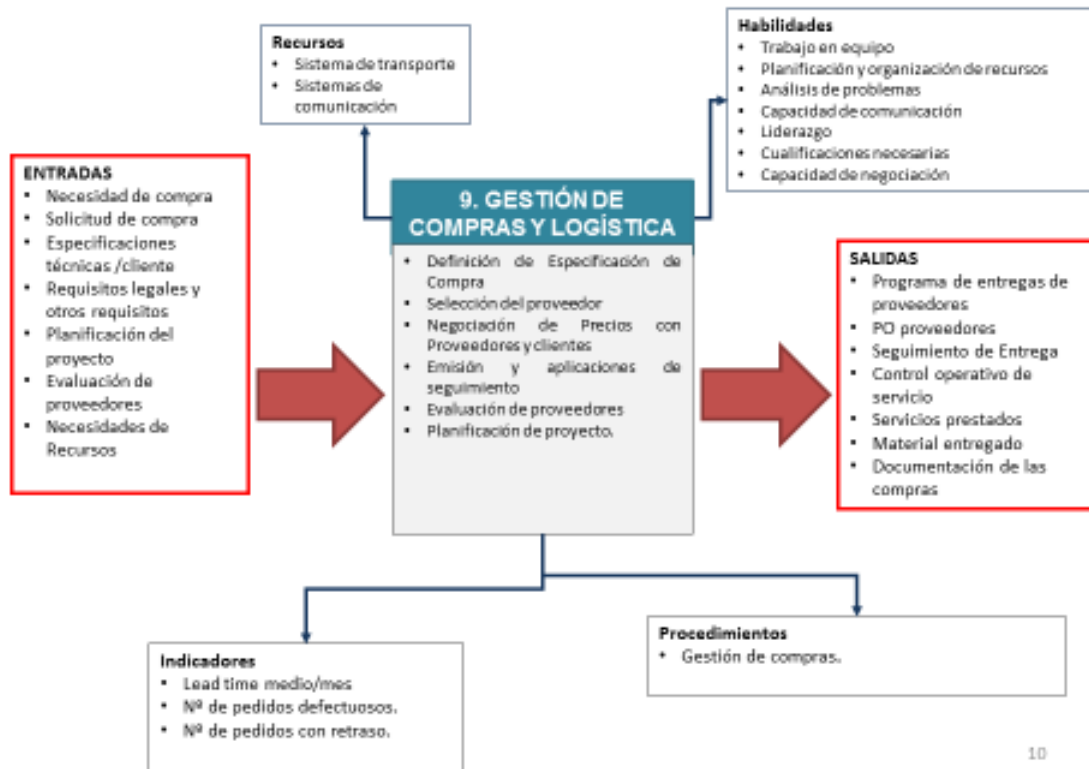 Recursos
• Sistema de transporte
• Sistemas de
comunicación
Habilidades
• Trabajo en equipo
• Planificación y organización de recursos
• Análisis de problemas
• Capacidad de comunicación
• Liderazgo
• Cualificaciones necesarias
• Capacidad de negociación
ENTRADAS
• Necesidad de compra
• Solicitud de compra
• Especificaciones
técnicas /cliente
• Requisitos legales y
otros requisitos
• Planificación del
proyecto
• Evaluación de
proveedores
• Necesidades de
Recursos
9. GESTIÓN DE
COMPRAS Y LOGÍSTICA
• Definición de Especificación de
Compra
• Selección del proveedor
• Negociación de Precios con
Proveedores y clientes
• Emisión y aplicaciones de
seguimiento
• Evaluación de proveedores
• Planificación de proyecto.
SALIDAS
• Programa de entregas de
proveedores
• PO proveedores
• Seguimiento de Entrega
• Control operativo de
servicio
• Servicios prestados
• Material entregado
• Documentación de las
compras
Indicadores
• Lead time medio/mes
• Nº de pedidos defectuosos.
• Nº de pedidos con retraso.
Procedimientos
• Gestión de compras.
10